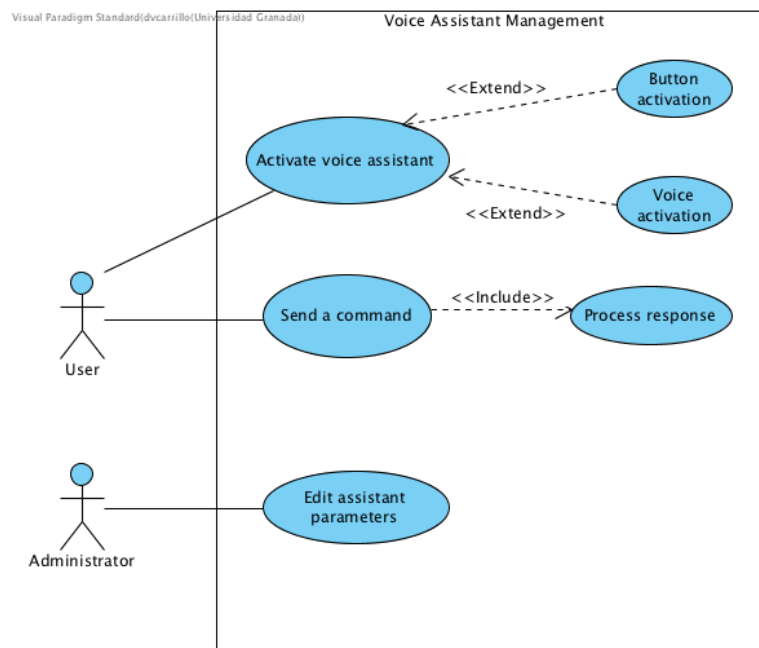 Visual Paradigm Standard(dvcarrillo(Universidad Granada))
Voice Assistant Management
<<Extend>>
Button
activation
Activate voice assistant
<<Extend>>
Voice
activation
Send a command
<<Include>>
Process response
User
Edit assistant
parameters
Administrator